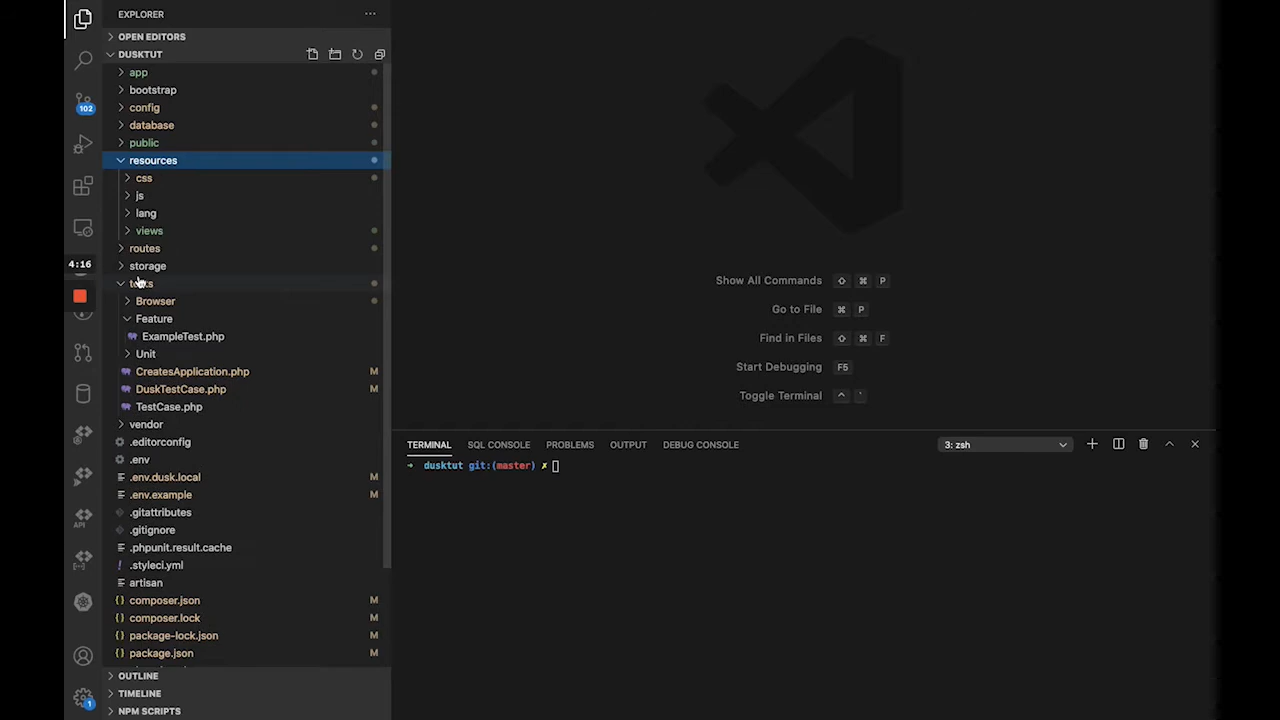 EXPLORER
OPEN EDITORS
DUSKTUT
app
bootstrap
102
config
database
public
resources
css
js
lang
views
routes
4:16
storage
Browser
Feature
ExampleTest.php
Unit
CreatesApplication.php M
DuskTestCase.php M
TestCase.php
vendor
.editorconfig
.env
.env.dusk.local M
.env.example M
.gitattributes
API
.gitignore
.phpunit.result.cache
! .styleci.yml
artisan
{} composer.json M
{} composer.lock
{} package-lock.json M
{} package.json M
OUTLINE
TIMELINE
1
NPM SCRIPTS
Show All Commands ⇧ ⌘ P
Go to File ⌘ P
Find in Files ⇧ ⌘ F
Start Debugging F5
Toggle Terminal ^ `
TERMINAL SQL CONSOLE PROBLEMS OUTPUT DEBUG CONSOLE 3: zsh
→ dusktut git:(master) ✗